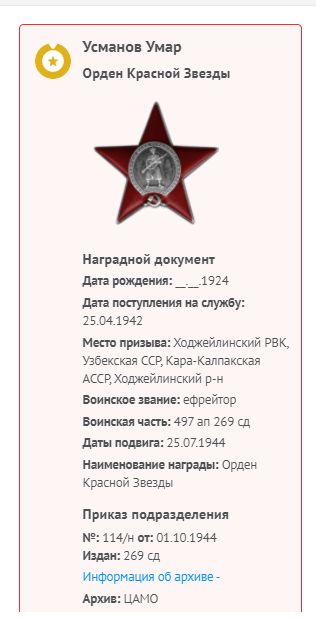 Усманов Умар
Орден Красной Звезды
Наградной документ
Дата рождения: __.__.1924
Дата поступления на службу:
25.04.1942
Место призыва: Ходжейлинский РВК,
Узбекская ССР, Кара-Калпакская
АССР, Ходжейлинский р-н
Воинское звание: ефрейтор
Воинская часть: 497 ап 269 сд
Даты подвига: 25.07.1944
Наименование награды: Орден
Красной Звезды
Приказ подразделения
№: 114/н от: 01.10.1944
Издан: 269 сд
Информация об архиве -
Архив: ЦАМО